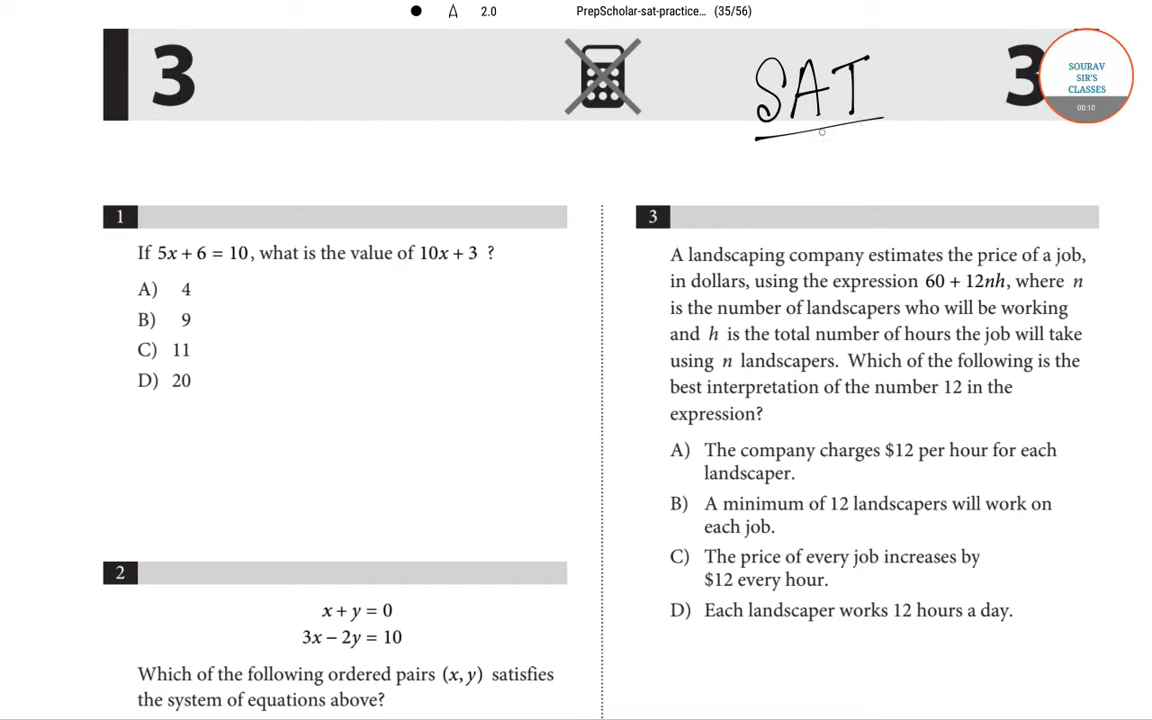 2.0 PrepScholar-sat-practice... (35/56)
3
SAT
3
SOURAV
SIR'S
CLASSES
00:10
1
If 5x + 6 = 10, what is the value of 10x + 3 ?
A) 4
B) 9
C) 11
D) 20
2
x + y = 0
3x − 2y = 10
Which of the following ordered pairs (x, y) satisfies
the system of equations above?
3
A landscaping company estimates the price of a job,
in dollars, using the expression 60 + 12nh, where n
is the number of landscapers who will be working
and h is the total number of hours the job will take
using n landscapers. Which of the following is the
best interpretation of the number 12 in the
expression?
A) The company charges $12 per hour for each
landscaper.
B) A minimum of 12 landscapers will work on
each job.
C) The price of every job increases by
$12 every hour.
D) Each landscaper works 12 hours a day.